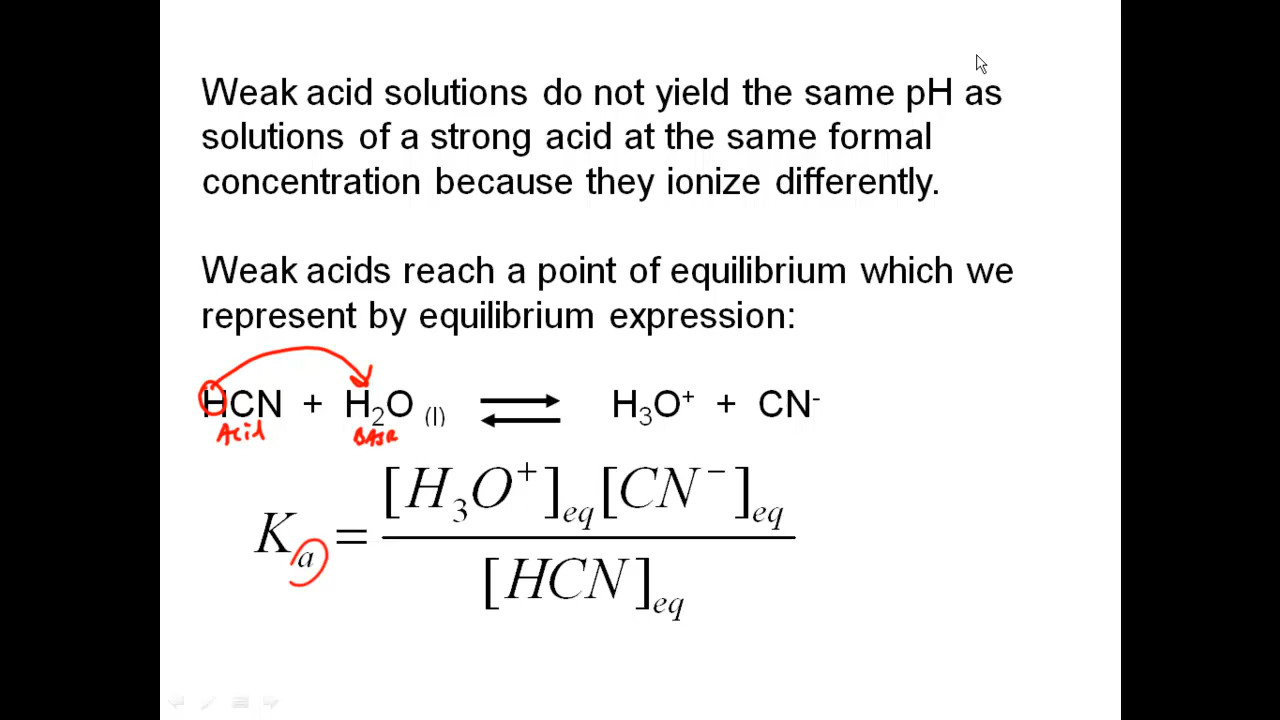 Weak acid solutions do not yield the same pH as
solutions of a strong acid at the same formal
concentration because they ionize differently.
Weak acids reach a point of equilibrium which we
represent by equilibrium expression:
HCN + H₂O (l) ⇌ H₃O⁺ + CN⁻
Acid Base
Kₐ = [H₃O⁺]eq [CN⁻]eq
[HCN]eq